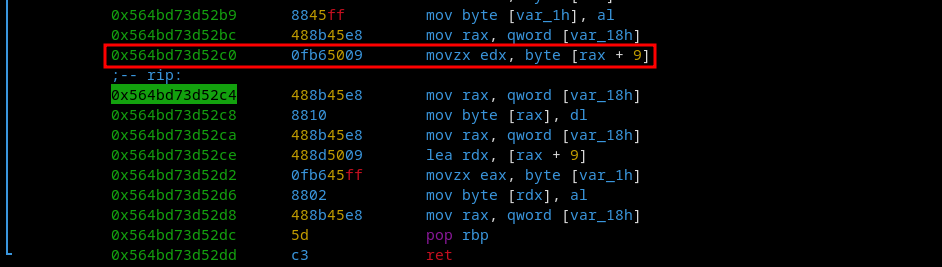 0x564bd73d52b9 8845ff mov byte [var_1h], al
0x564bd73d52bc 488b45e8 mov rax, qword [var_18h]
0x564bd73d52c0 0fb65009 movzx edx, byte [rax + 9]
;-- rip:
0x564bd73d52c4 488b45e8 mov rax, qword [var_18h]
0x564bd73d52c8 8810 mov byte [rax], dl
0x564bd73d52ca 488b45e8 mov rax, qword [var_18h]
0x564bd73d52ce 488d5009 lea rdx, [rax + 9]
0x564bd73d52d2 0fb645ff movzx eax, byte [var_1h]
0x564bd73d52d6 8802 mov byte [rdx], al
0x564bd73d52d8 488b45e8 mov rax, qword [var_18h]
0x564bd73d52dc 5d pop rbp
0x564bd73d52dd c3 ret